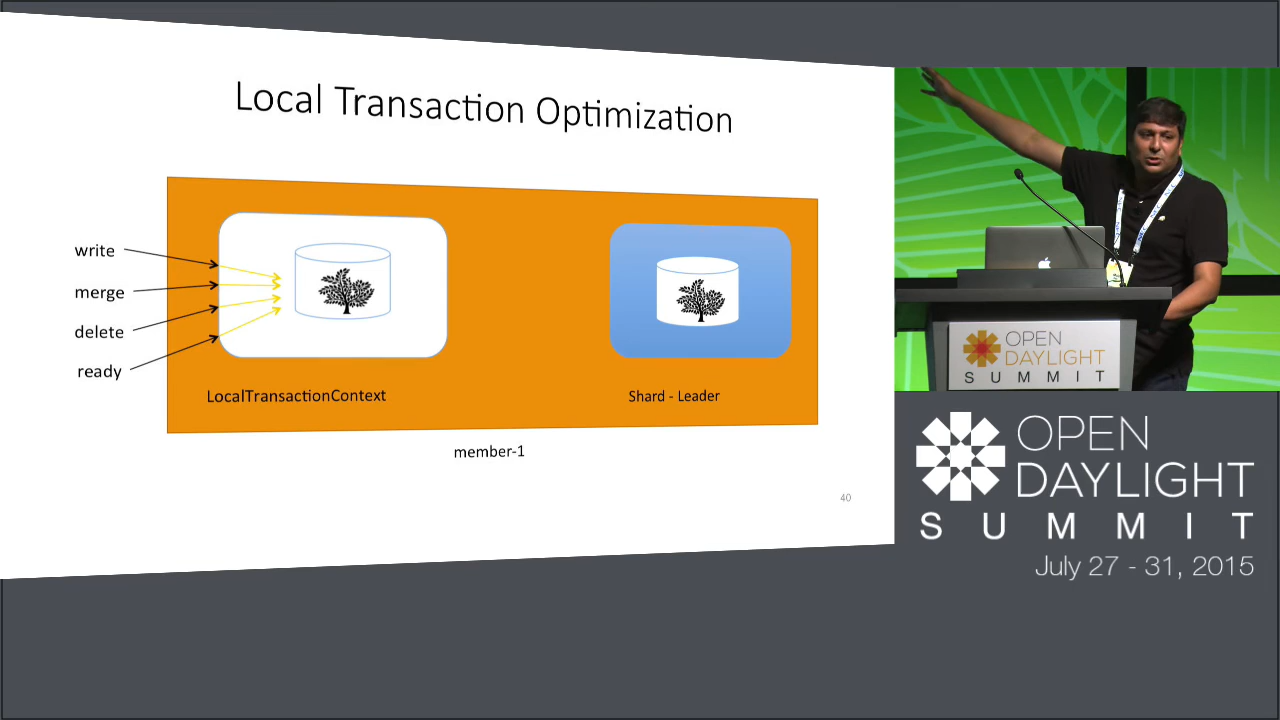 Local Transaction Optimization
write
merge
delete
ready
LocalTransactionContext
Shard - Leader
member-1
40
OPEN
DAYLIGHT
SUMMIT
OPEN
DAYLIGHT
SUMMIT
July 27 - 31, 2015